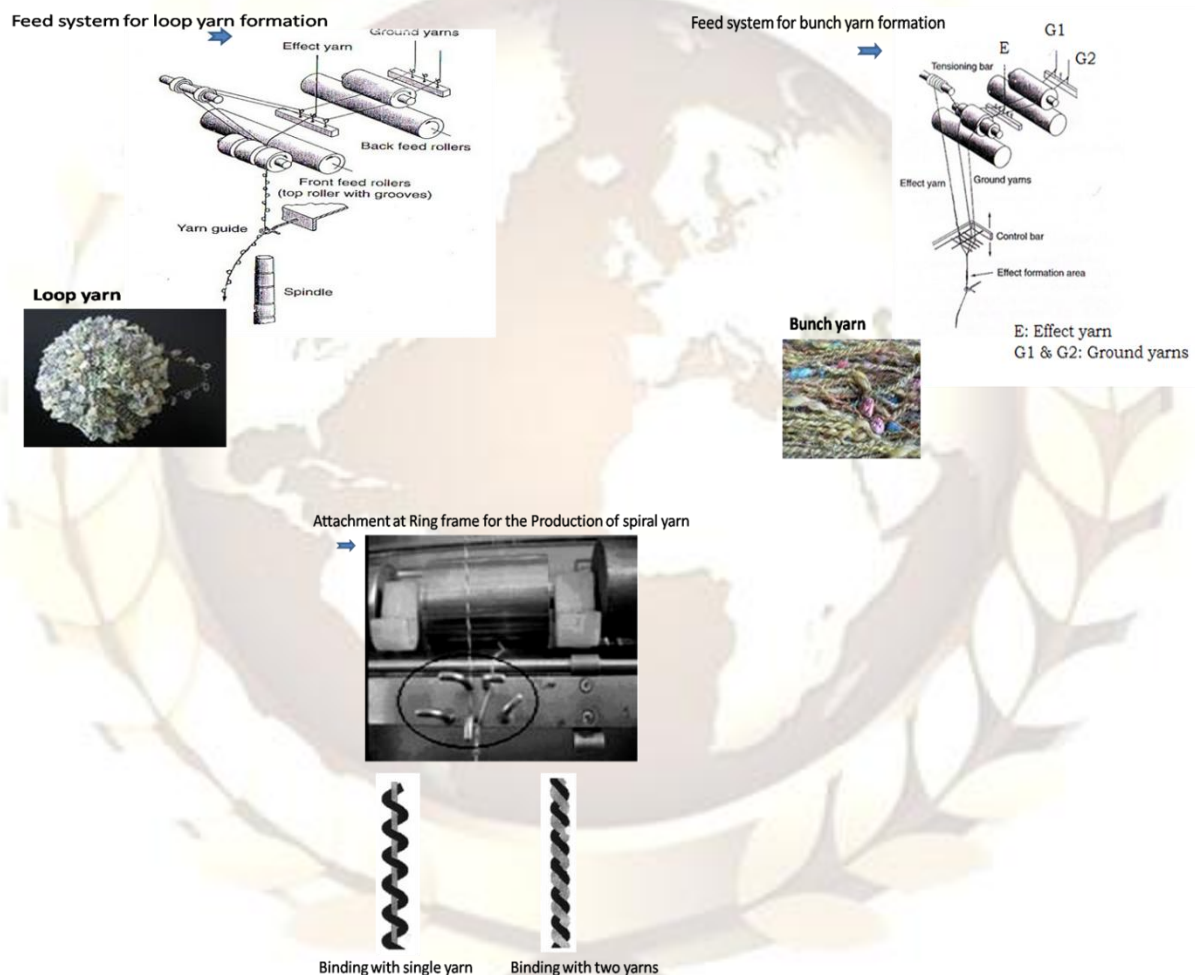 Feed system for loop yarn formation
Effect yarn
Ground yarns
Back feed rollers
Front feed rollers
(top roller with grooves)
Yarn guide
Spindle
Loop yarn
Feed system for bunch yarn formation
G1
E
G2
Tensioning bar
Effect yarn
Ground yarns
Control bar
Effect formation area
Bunch yarn
E: Effect yarn
G1 & G2: Ground yarns
Attachment at Ring frame for the Production of spiral yarn
Binding with single yarn
Binding with two yarns